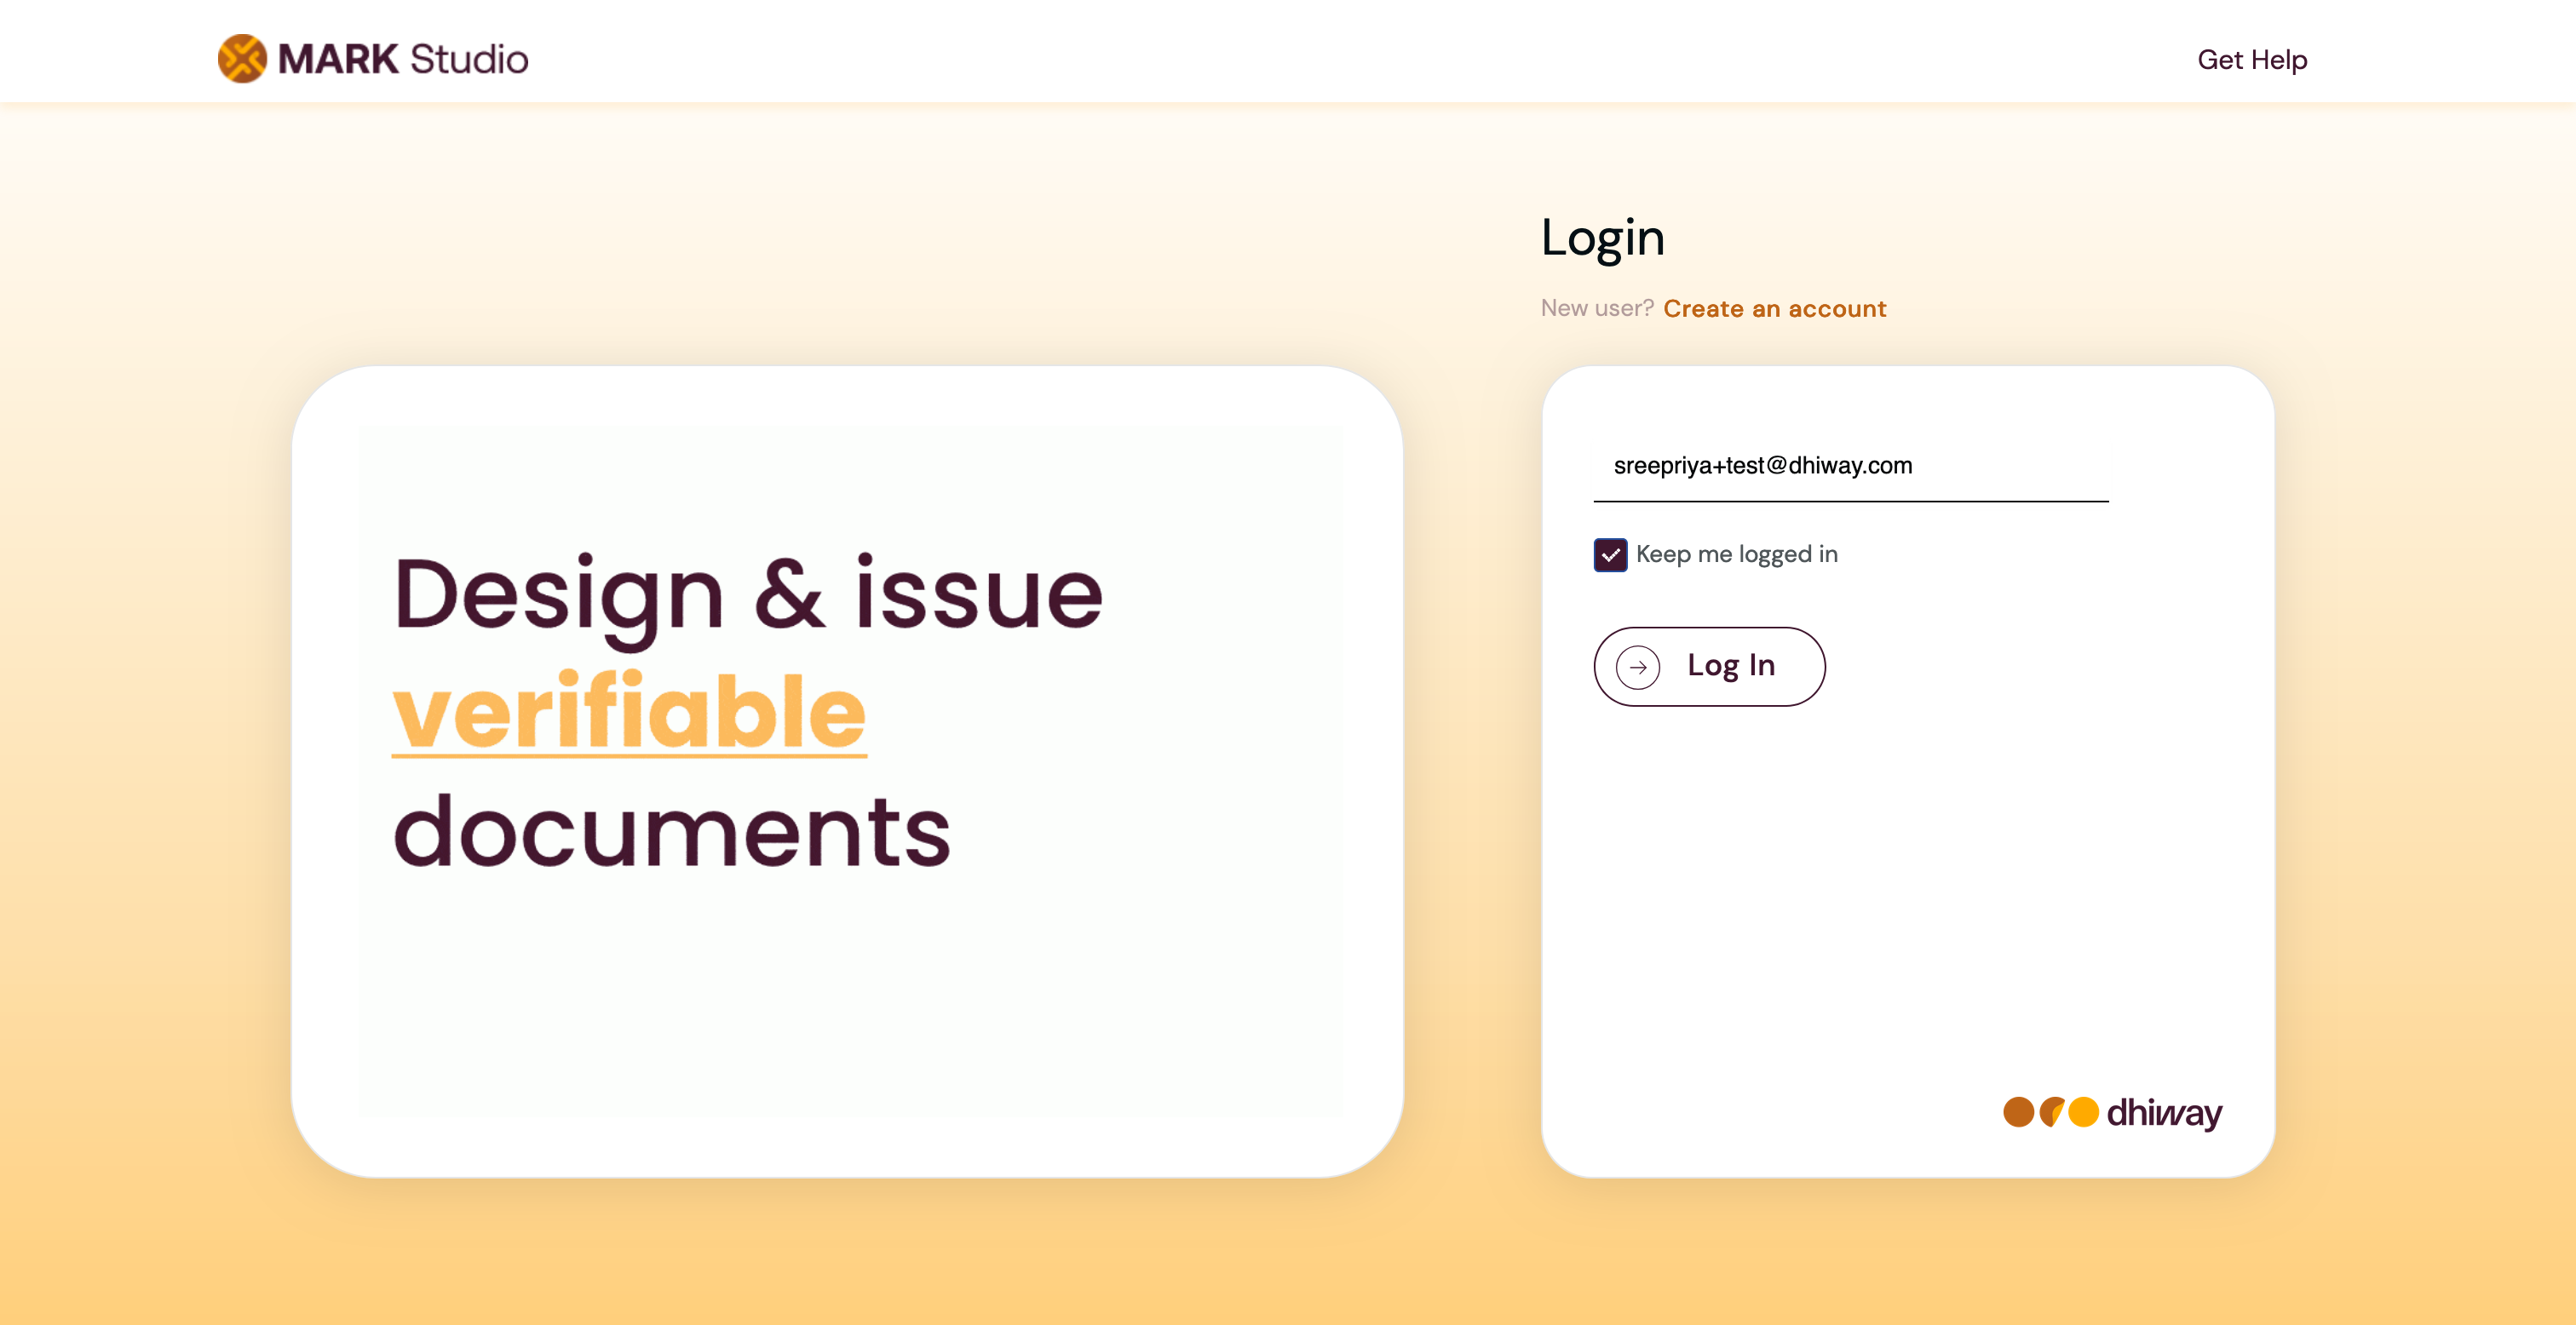 MARK Studio
Get Help
Login
New user? Create an account
Design & issue
verifiable
documents
sreepriya+test@dhiway.com
Keep me logged in
Log In
dhiway